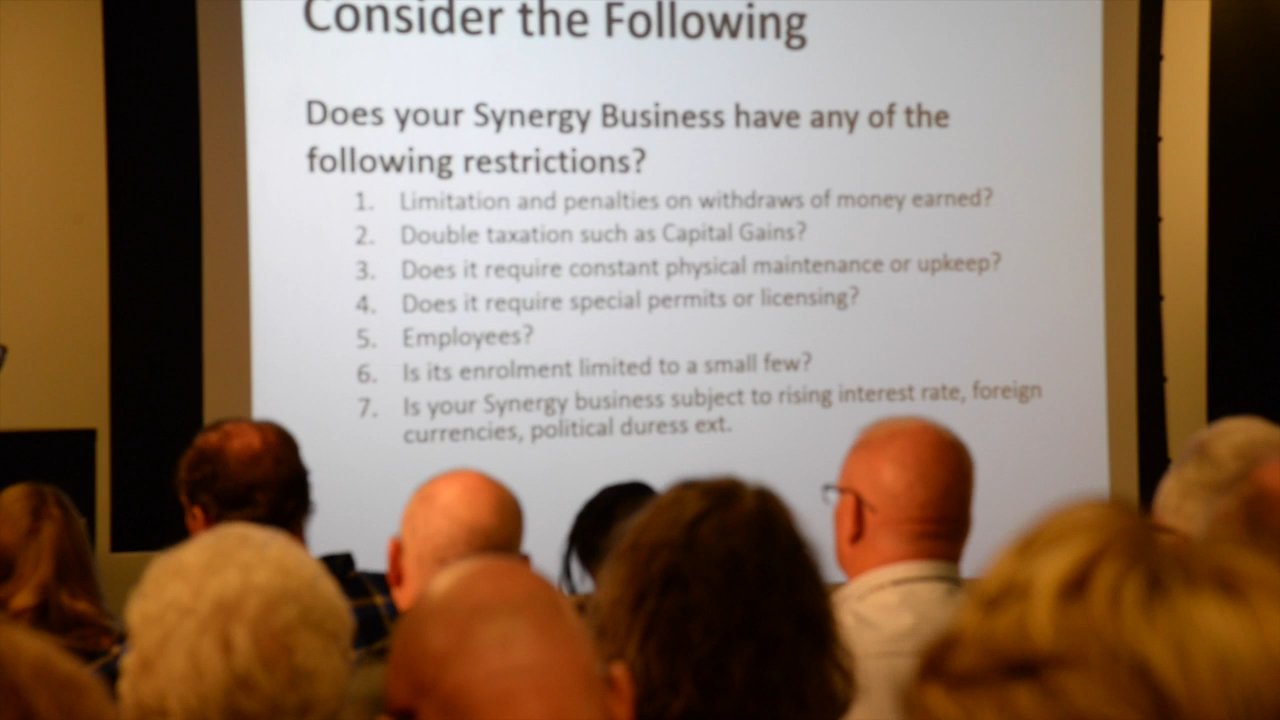 Consider the Following
Does your Synergy Business have any of the
following restrictions?
1. Limitation and penalties on withdraws of money earned?
2. Double taxation such as Capital Gains?
3. Does it require constant physical maintenance or upkeep?
4. Does it require special permits or licensing?
5. Employees?
6. Is its enrolment limited to a small few?
7. Is your Synergy business subject to rising interest rate, foreign
currencies, political duress ext.